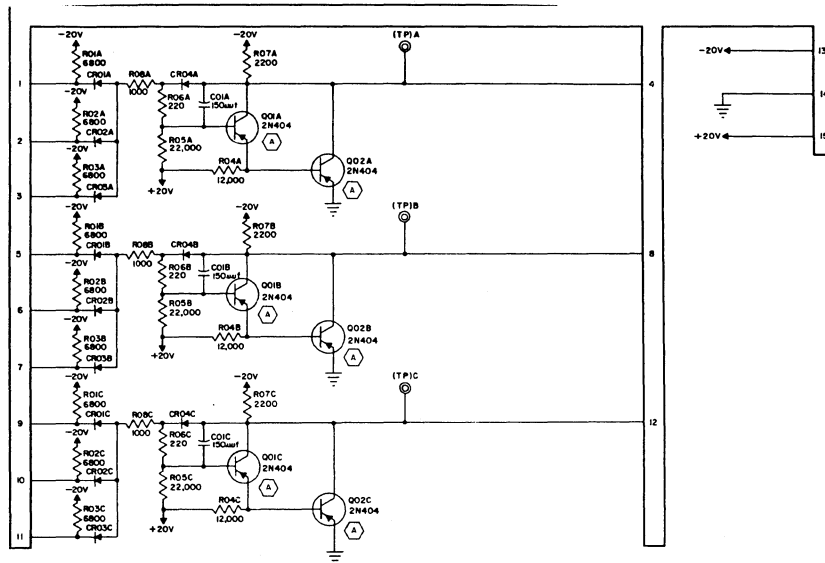 -20V
R01A
6800
CR01A
1
R08A
1000
CR04A
R06A
220
C01A
150uuf
-20V
R07A
2200
Q01A
2N404
A
(TP)A
4
-20V
R02A
6800
CR02A
2
R05A
22,000
+20V
R04A
12,000
Q02A
2N404
A
-20V
R03A
6800
CR03A
3
-20V
R01B
6800
CR01B
5
R08B
1000
CR04B
R06B
220
C01B
150uuf
-20V
R07B
2200
Q01B
2N404
A
(TP)B
8
-20V
R02B
6800
CR02B
6
R05B
22,000
+20V
R04B
12,000
Q02B
2N404
A
-20V
R03B
6800
CR03B
7
-20V
R01C
6800
CR01C
9
R08C
1000
CR04C
R06C
220
C01C
150uuf
-20V
R07C
2200
Q01C
2N404
A
(TP)C
12
-20V
R02C
6800
CR02C
10
R05C
22,000
+20V
R04C
12,000
Q02C
2N404
A
-20V
R03C
6800
CR03C
11
-20V
13
14
+20V
15